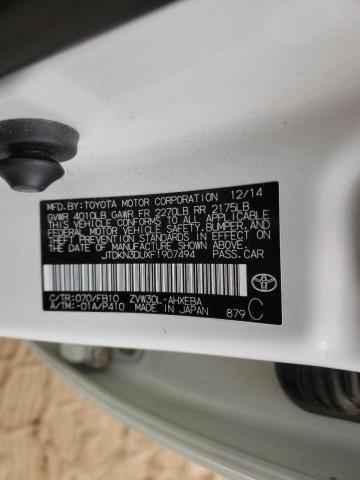 MFD. BY: TOYOTA MOTOR CORPORATION 12/14
GVWR 4010LB GAWR FR 2270LB RR 2175LB
THIS VEHICLE CONFORMS TO ALL APPLICABLE
FEDERAL MOTOR VEHICLE SAFETY, BUMPER, AND
THEFT PREVENTION STANDARDS IN EFFECT ON
THE DATE OF MANUFACTURE SHOWN ABOVE.
JTDKN3DUXF1907494 PASS. CAR
C/TR: 070/FB10 ZVW30L-AHXEBA
A/TM: -01A/P410 MADE IN JAPAN 879 C